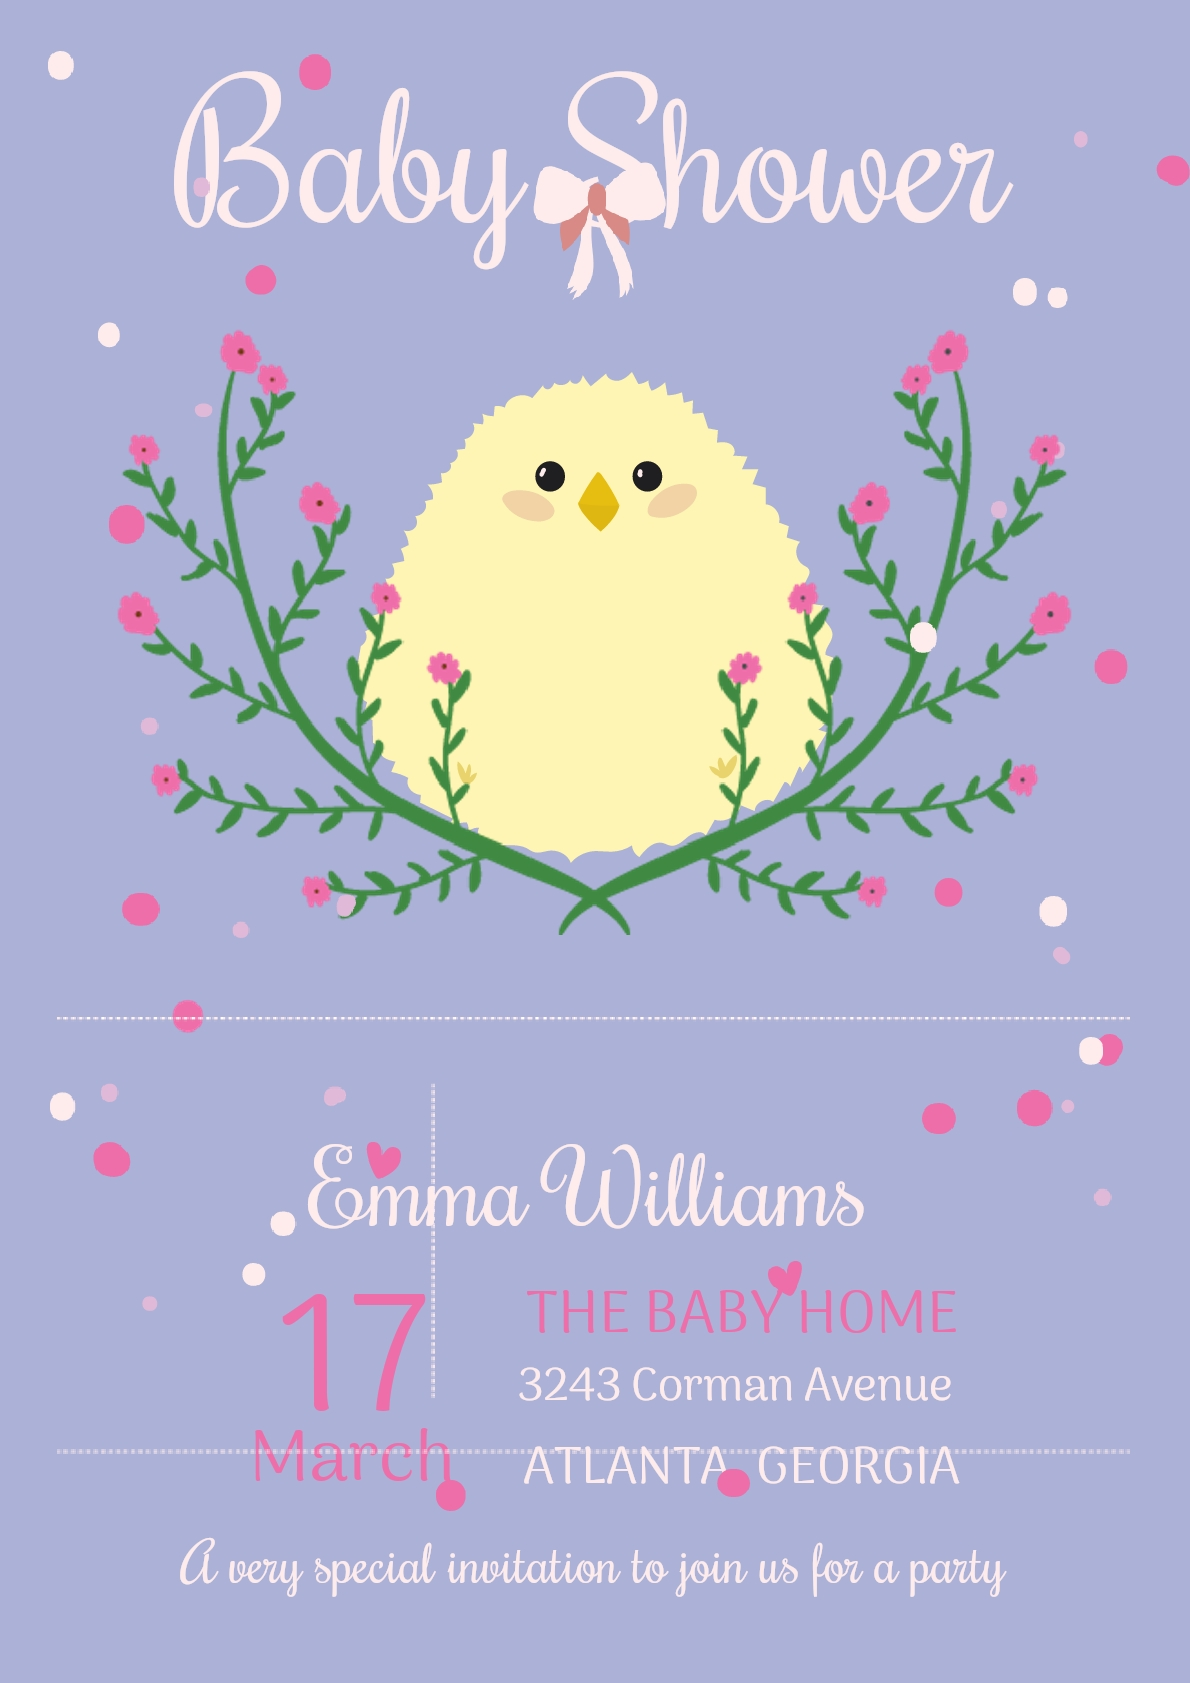 Baby Shower
Emma Williams
17
March
THE BABY HOME
3243 Corman Avenue
ATLANTA GEORGIA
A very special invitation to join us for a party